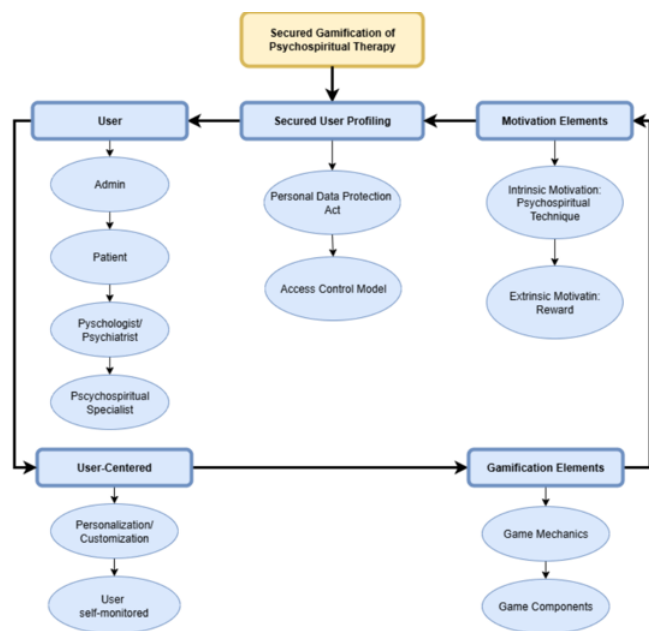 Secured Gamification of
Psychospiritual Therapy
User
Secured User Profiling
Motivation Elements
Admin
Personal Data Protection
Act
Intrinsic Motivation:
Psychospiritual
Technique
Patient
Access Control Model
Extrinsic Motivatin:
Reward
Pyschologist/
Psychiatrist
Pscychospiritual
Specialist
User-Centered
Gamification Elements
Personalization/
Customization
Game Mechanics
User
self-monitored
Game Components